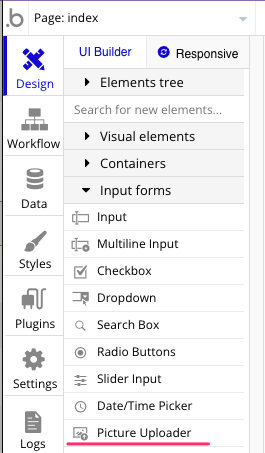 .b Page: index
UI Builder Responsive
Design
Elements tree
Search for new elements...
Visual elements
Workflow
Containers
Input forms
Data
Input
Multiline Input
Styles
Checkbox
Dropdown
Plugins
Search Box
Radio Buttons
Settings
Slider Input
Date/Time Picker
Logs
Picture Uploader